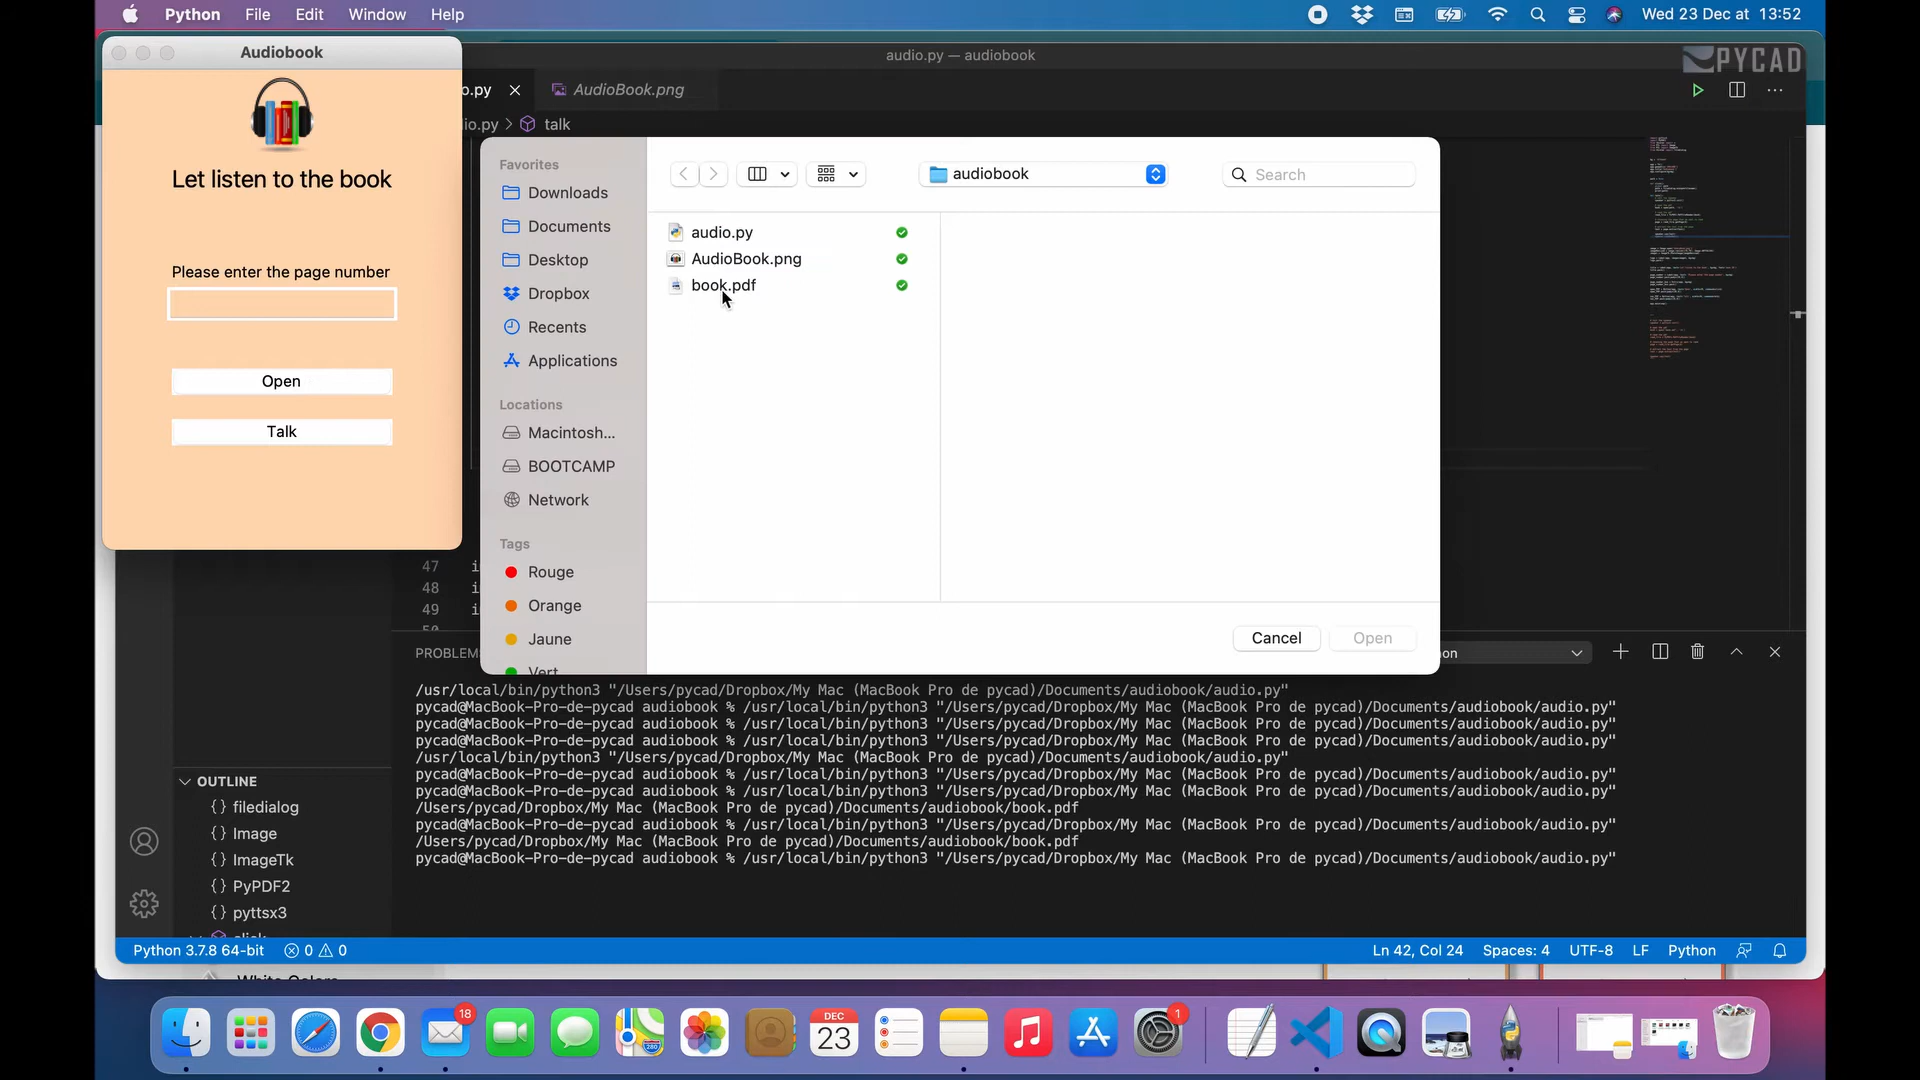 Python File Edit Window Help
Wed 23 Dec at 13:52
Audiobook
audio.py — audiobook
PYCAD
o.py
AudioBook.png
io.py > talk
Let listen to the book
Please enter the page number
Open
Talk
Favorites
Downloads
Documents
Desktop
Dropbox
Recents
Applications
Locations
Macintosh...
BOOTCAMP
Network
Tags
Rouge
Orange
Jaune
Vert
audiobook
Search
audio.py
AudioBook.png
book.pdf
Cancel
Open
47
48
49
50
PROBLEM
on
/usr/local/bin/python3 "/Users/pycad/Dropbox/My Mac (MacBook Pro de pycad)/Documents/audiobook/audio.py"
pycad@MacBook-Pro-de-pycad audiobook % /usr/local/bin/python3 "/Users/pycad/Dropbox/My Mac (MacBook Pro de pycad)/Documents/audiobook/audio.py"
pycad@MacBook-Pro-de-pycad audiobook % /usr/local/bin/python3 "/Users/pycad/Dropbox/My Mac (MacBook Pro de pycad)/Documents/audiobook/audio.py"
pycad@MacBook-Pro-de-pycad audiobook % /usr/local/bin/python3 "/Users/pycad/Dropbox/My Mac (MacBook Pro de pycad)/Documents/audiobook/audio.py"
/usr/local/bin/python3 "/Users/pycad/Dropbox/My Mac (MacBook Pro de pycad)/Documents/audiobook/audio.py"
pycad@MacBook-Pro-de-pycad audiobook % /usr/local/bin/python3 "/Users/pycad/Dropbox/My Mac (MacBook Pro de pycad)/Documents/audiobook/audio.py"
pycad@MacBook-Pro-de-pycad audiobook % /usr/local/bin/python3 "/Users/pycad/Dropbox/My Mac (MacBook Pro de pycad)/Documents/audiobook/audio.py"
/Users/pycad/Dropbox/My Mac (MacBook Pro de pycad)/Documents/audiobook/book.pdf
pycad@MacBook-Pro-de-pycad audiobook % /usr/local/bin/python3 "/Users/pycad/Dropbox/My Mac (MacBook Pro de pycad)/Documents/audiobook/audio.py"
/Users/pycad/Dropbox/My Mac (MacBook Pro de pycad)/Documents/audiobook/book.pdf
pycad@MacBook-Pro-de-pycad audiobook % /usr/local/bin/python3 "/Users/pycad/Dropbox/My Mac (MacBook Pro de pycad)/Documents/audiobook/audio.py"
OUTLINE
{} filedialog
{} Image
{} ImageTk
{} PyPDF2
{} pyttsx3
Python 3.7.8 64-bit 0 0
Ln 42, Col 24 Spaces: 4 UTF-8 LF Python
18
DEC
23
280
1